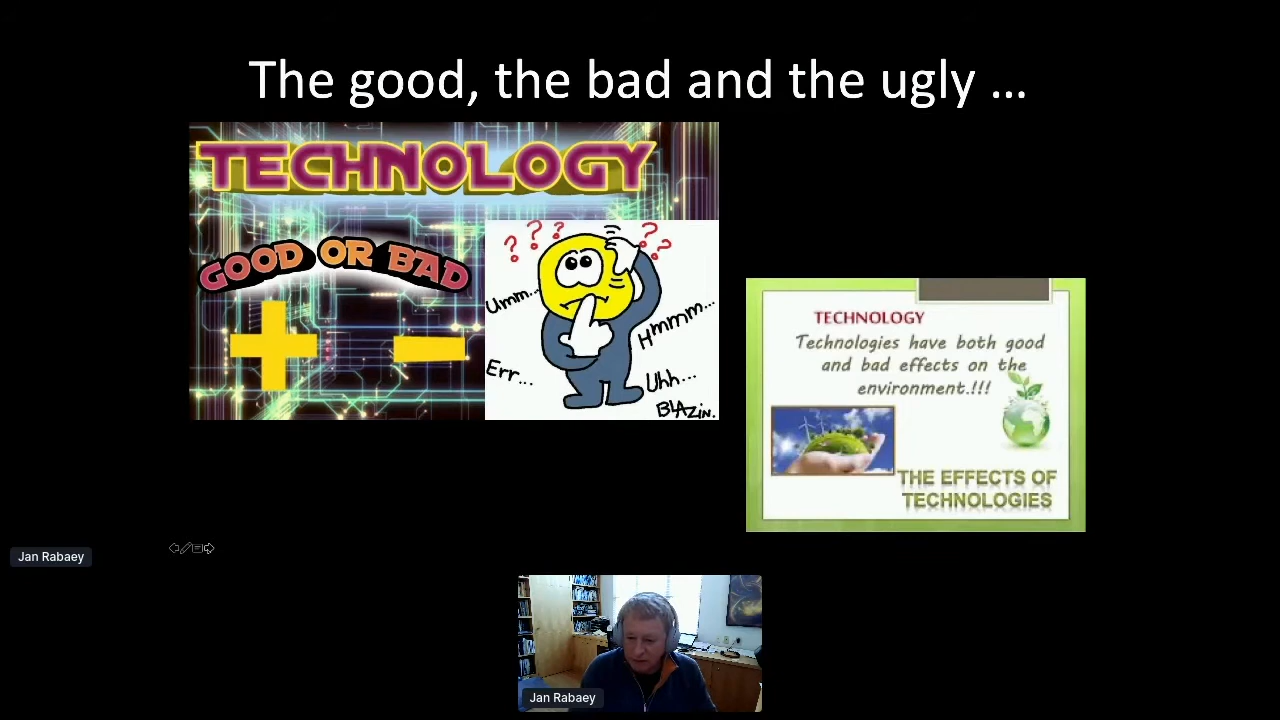 The good, the bad and the ugly ...
TECHNOLOGY
GOOD OR BAD
+ -
? ? ? ? ?
Umm...
Hmmm...
Err...
Uhh...
BLAZiN.
TECHNOLOGY
Technologies have both good
and bad effects on the
environment.!!!
THE EFFECTS OF
TECHNOLOGIES
Jan Rabaey
Jan Rabaey